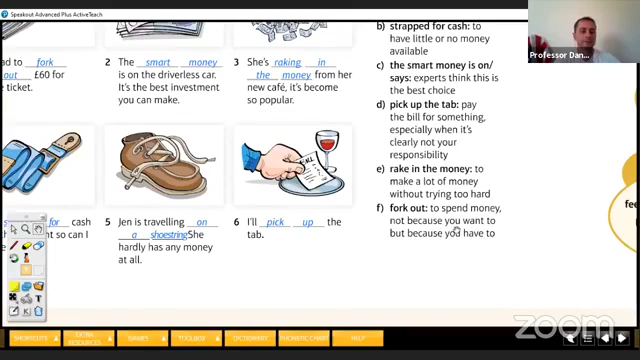 Speakout Advanced Plus ActiveTeach
ad to fork
out £60 for
e ticket.
2 The smart money
is on the driverless car.
It's the best investment
you can make.
3 She's raking in
the money from her
new café, it's become
so popular.
for cash
nt so can I
5 Jen is travelling on
a shoestring She
hardly has any money
at all.
6 I'll pick up the
tab.
b) strapped for cash: to
have little or no money
available
c) the smart money is on/
says: experts think this is
the best choice
d) pick up the tab: pay
the bill for something,
especially when it's
clearly not your
responsibility
e) rake in the money: to
make a lot of money
without trying too hard
f) fork out: to spend money,
not because you want to
but because you have to
Professor Dan...
fee
SHORTCUTS
EXTRA RESOURCES
GAMES
TOOLBOX
DICTIONARY
PHONETIC CHART
HELP
zoom